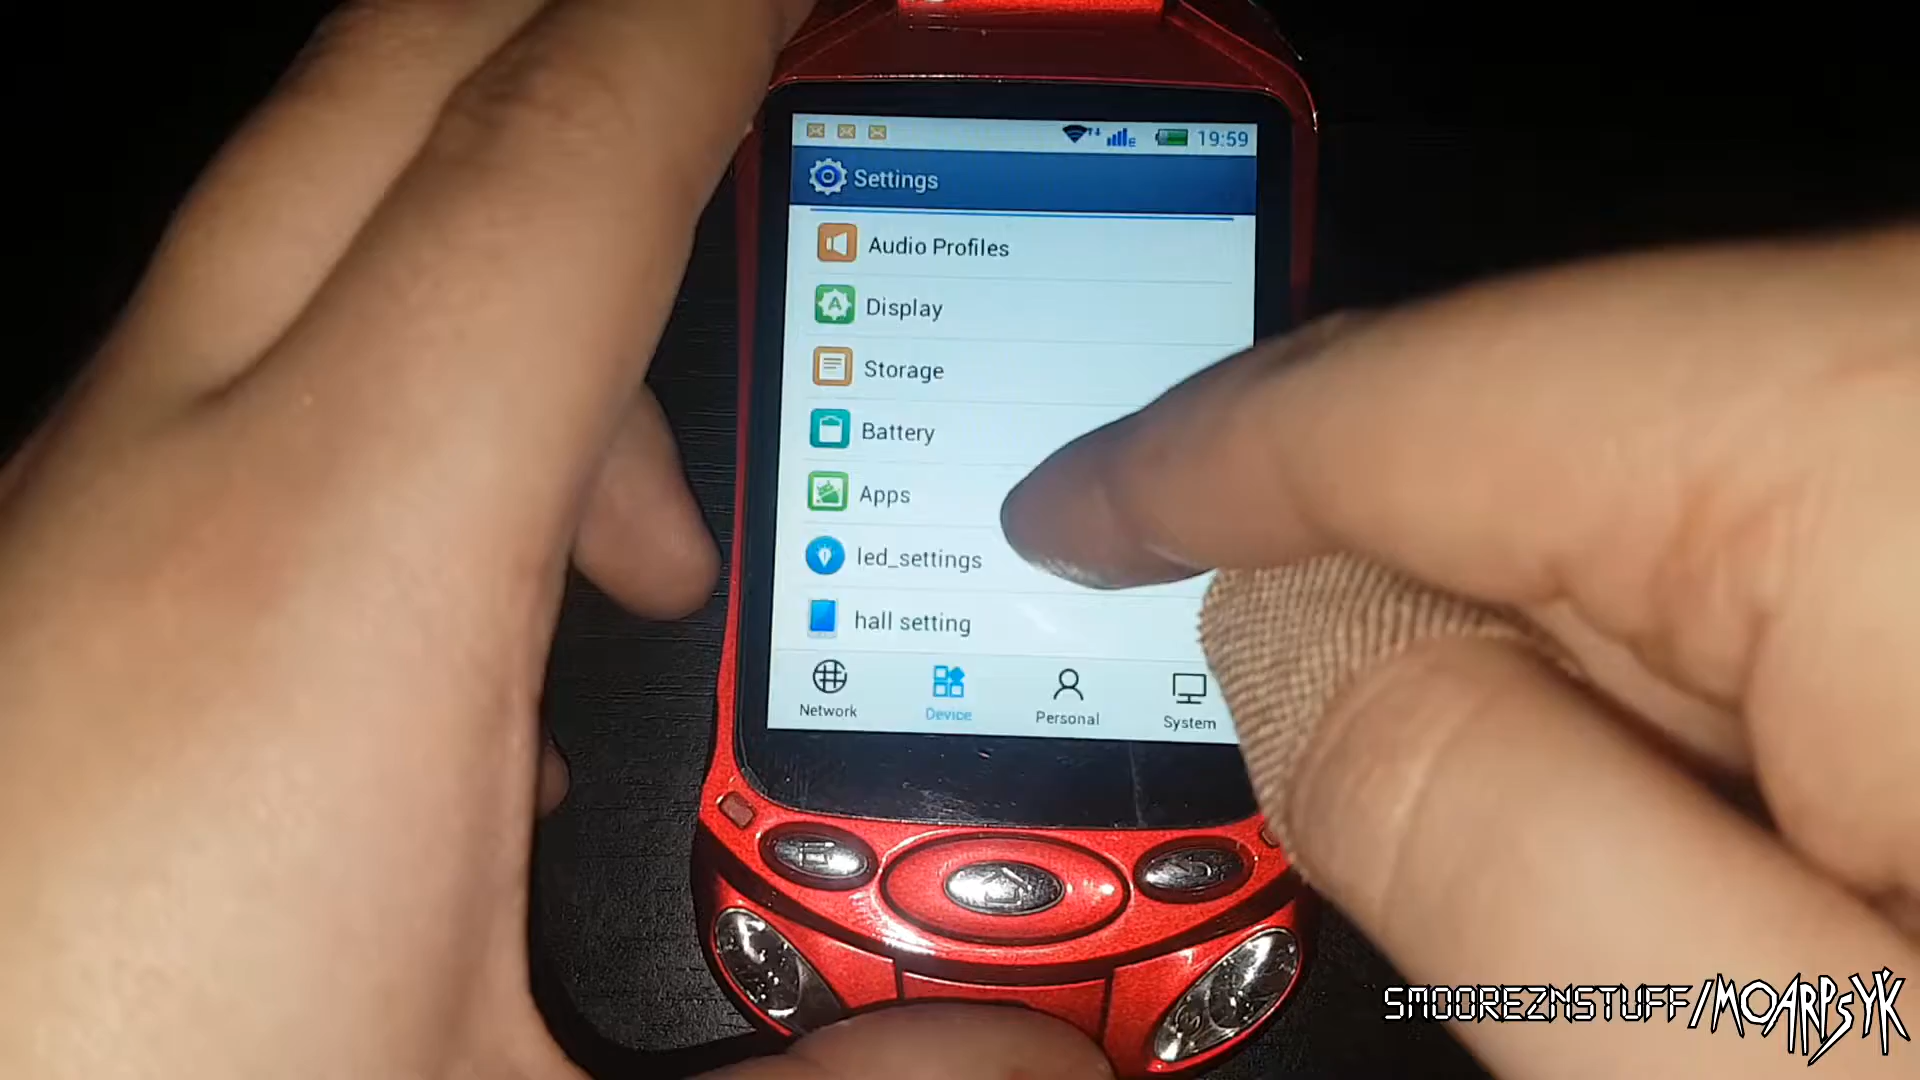 19:59
Settings
Audio Profiles
Display
Storage
Battery
Apps
led_settings
hall setting
Network Device Personal System
SMOOREZNSTUFF/MOARPSYK